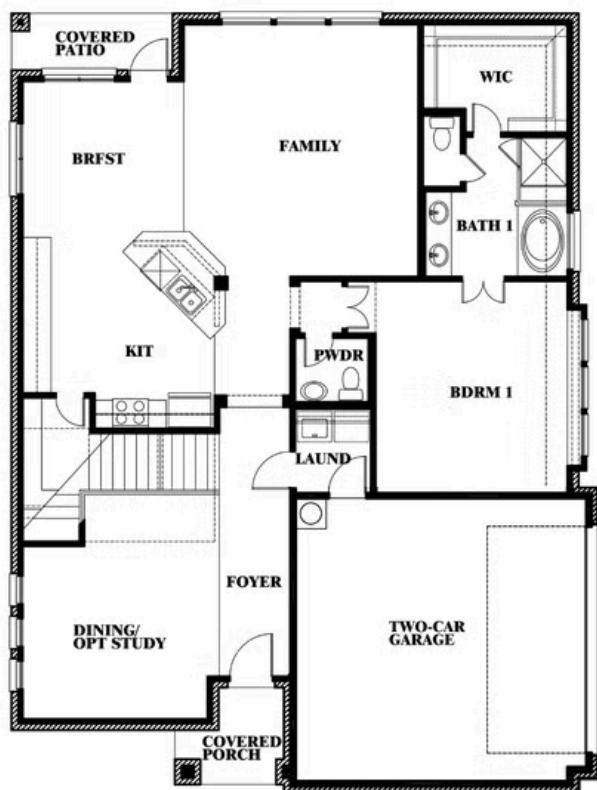 COVERED
PATIO
WIC
FAMILY
BRFST
BATH 1
KIT
PWDR
BDRM 1
LAUND
FOYER
DINING/
OPT STUDY
TWO-CAR
GARAGE
COVERED
PORCH